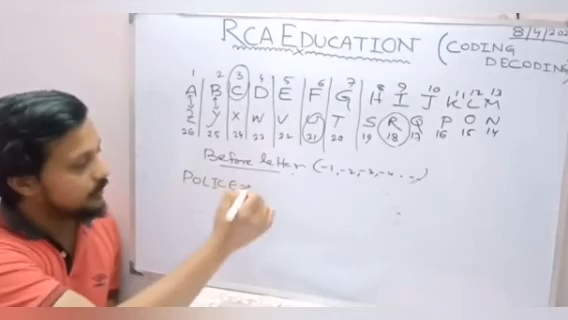 RCA EDUCATION (CODING DECODING)
8/4/202
1 2 3 4 5 6 7 8 9 10 11 12 13
A B C D E F G H I J K L M
Z Y X W V U T S R Q P O N
26 25 24 23 22 21 20 19 18 17 16 15 14
Before letter (-1, -2, -3, -4 ....)
POLICE